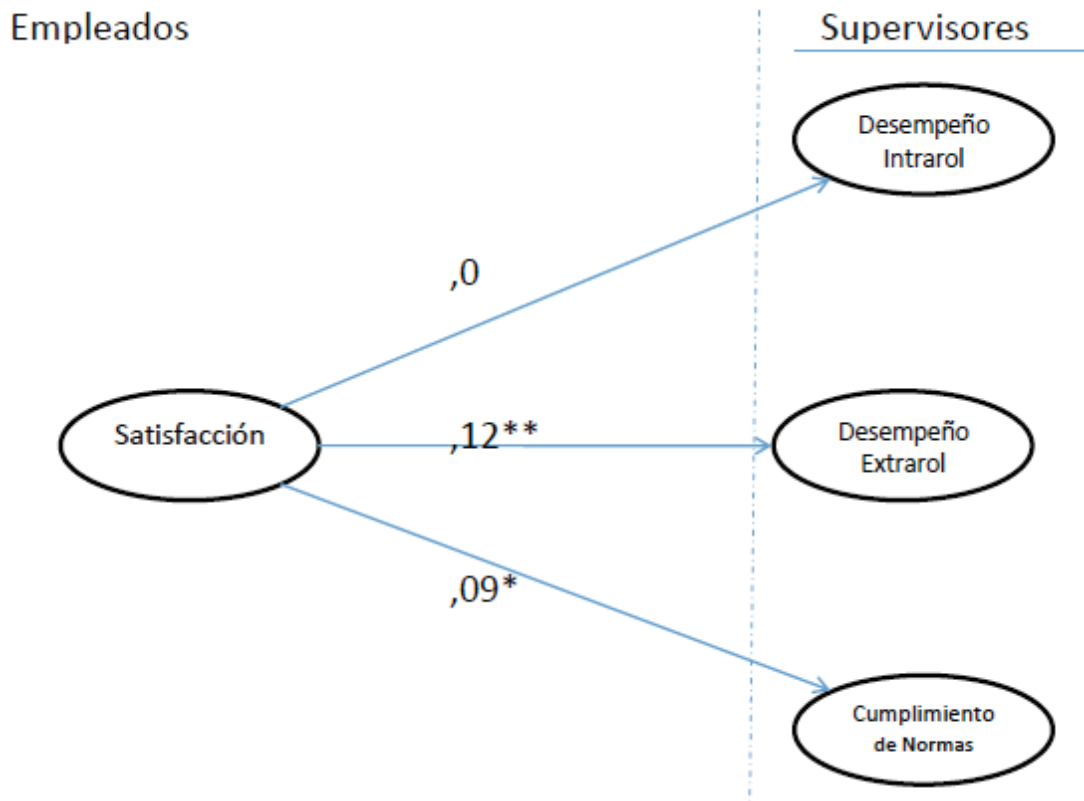 Empleados
Supervisores
Desempeño
Intrarol
,0
Satisfacción
,12**
Desempeño
Extrarol
,09*
Cumplimiento
de Normas